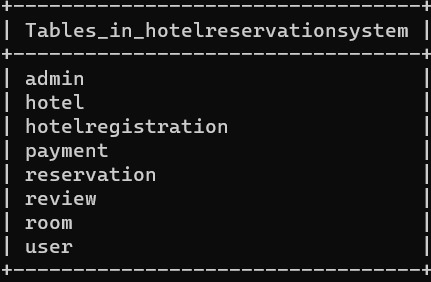 +----------------------------------+
| Tables_in_hotelreservationsystem |
+----------------------------------+
| admin                            |
| hotel                            |
| hotelregistration                |
| payment                          |
| reservation                      |
| review                           |
| room                             |
| user                             |
+----------------------------------+